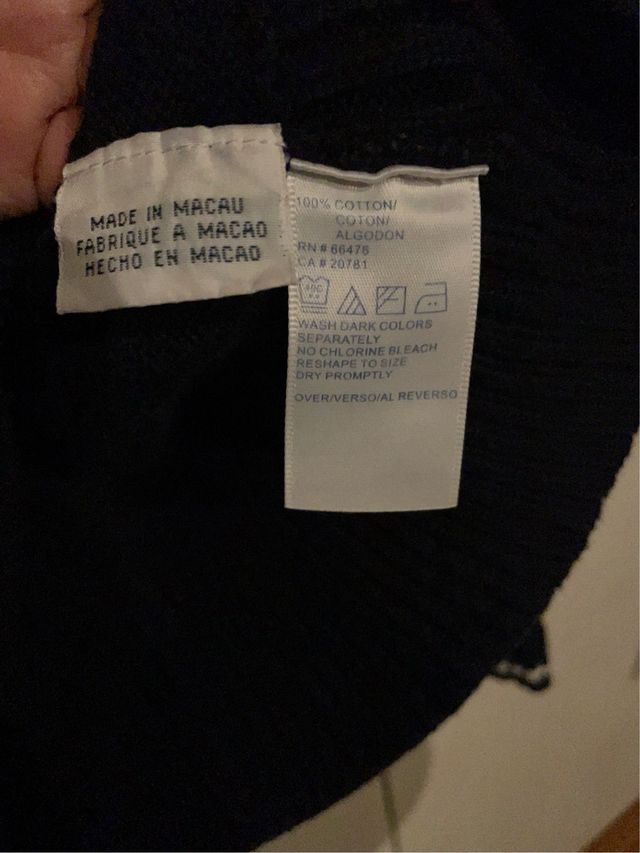 MADE IN MACAU
FABRIQUE A MACAO
HECHO EN MACAO
100% COTTON/
COTON/
ALGODON
RN # 66476
CA # 20781
WASH DARK COLORS
SEPARATELY
NO CHLORINE BLEACH
RESHAPE TO SIZE
DRY PROMPTLY
OVER/VERSO/AL REVERSO